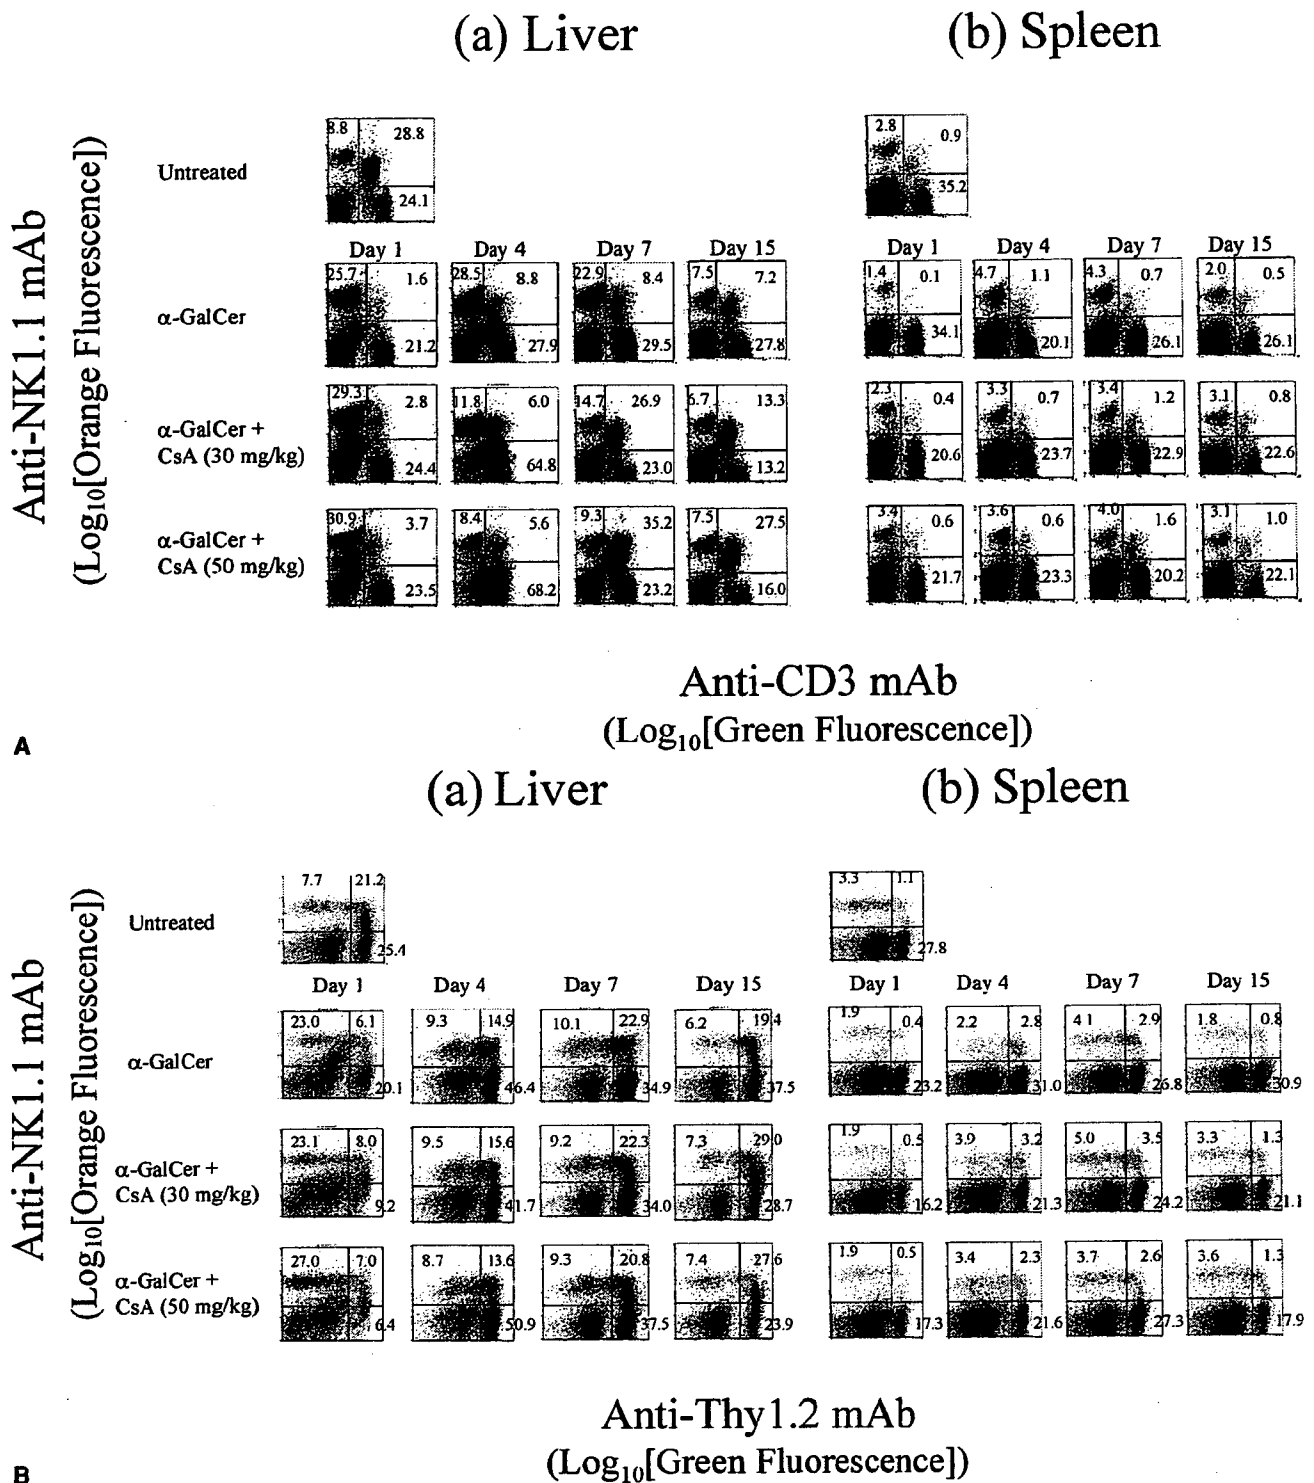 (a) Liver (b) Spleen
Anti-NK1.1 mAb
(Log10[Orange Fluorescence])
Untreated
8.8 28.8
24.1
2.8 0.9
35.2
Day 1 Day 4 Day 7 Day 15 Day 1 Day 4 Day 7 Day 15
α-GalCer
25.7 1.6 28.5 8.8 22.9 8.4 7.5 7.2 1.4 0.1 4.7 1.1 4.3 0.7 2.0 0.5
21.2 27.9 29.5 27.8 34.1 20.1 26.1 26.1
α-GalCer +
CsA (30 mg/kg)
29.3 2.8 11.8 6.0 14.7 26.9 6.7 13.3 2.3 0.4 3.3 0.7 3.4 1.2 3.1 0.8
24.4 64.8 23.0 13.2 20.6 23.7 22.9 22.6
α-GalCer +
CsA (50 mg/kg)
30.9 3.7 8.4 5.6 9.3 35.2 7.5 27.5 3.4 0.6 3.6 0.6 4.0 1.6 3.1 1.0
23.5 68.2 23.2 16.0 21.7 23.3 20.2 22.1
Anti-CD3 mAb
(Log10[Green Fluorescence])
A
(a) Liver (b) Spleen
Anti-NK1.1 mAb
(Log10[Orange Fluorescence])
Untreated
7.7 21.2
25.4
3.3 1.1
27.8
Day 1 Day 4 Day 7 Day 15 Day 1 Day 4 Day 7 Day 15
α-GalCer
23.0 6.1 9.3 14.9 10.1 22.9 6.2 19.4 1.9 0.4 2.2 2.8 4.1 2.9 1.8 0.8
20.1 46.4 34.9 37.5 23.2 31.0 26.8 30.9
α-GalCer +
CsA (30 mg/kg)
23.1 8.0 9.5 15.6 9.2 22.3 7.3 29.0 1.9 0.5 3.9 3.2 5.0 3.5 3.3 1.3
9.2 41.7 34.0 28.7 16.2 21.3 24.2 21.1
α-GalCer +
CsA (50 mg/kg)
27.0 7.0 8.7 13.6 9.3 20.8 7.4 27.6 1.9 0.5 3.4 2.3 3.7 2.6 3.6 1.3
6.4 50.9 37.5 23.9 17.3 21.6 27.3 17.9
Anti-Thy1.2 mAb
(Log10[Green Fluorescence])
B